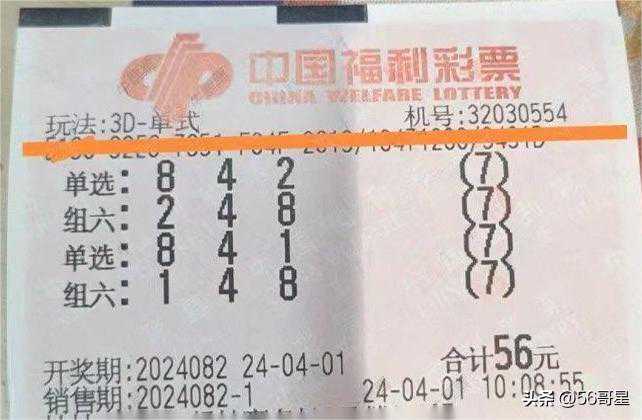 中国福利彩票
CHINA WELFARE LOTTERY
玩法:3D-单式 机号:32030554
单选: 8 4 2 (7)
组六: 2 4 8 (7)
单选: 8 4 1 (7)
组六: 1 4 8 (7)
合计56元
开奖期:2024082 24-04-01
销售期:2024082-1 24-04-01 10:08:55
头条 @56哥星